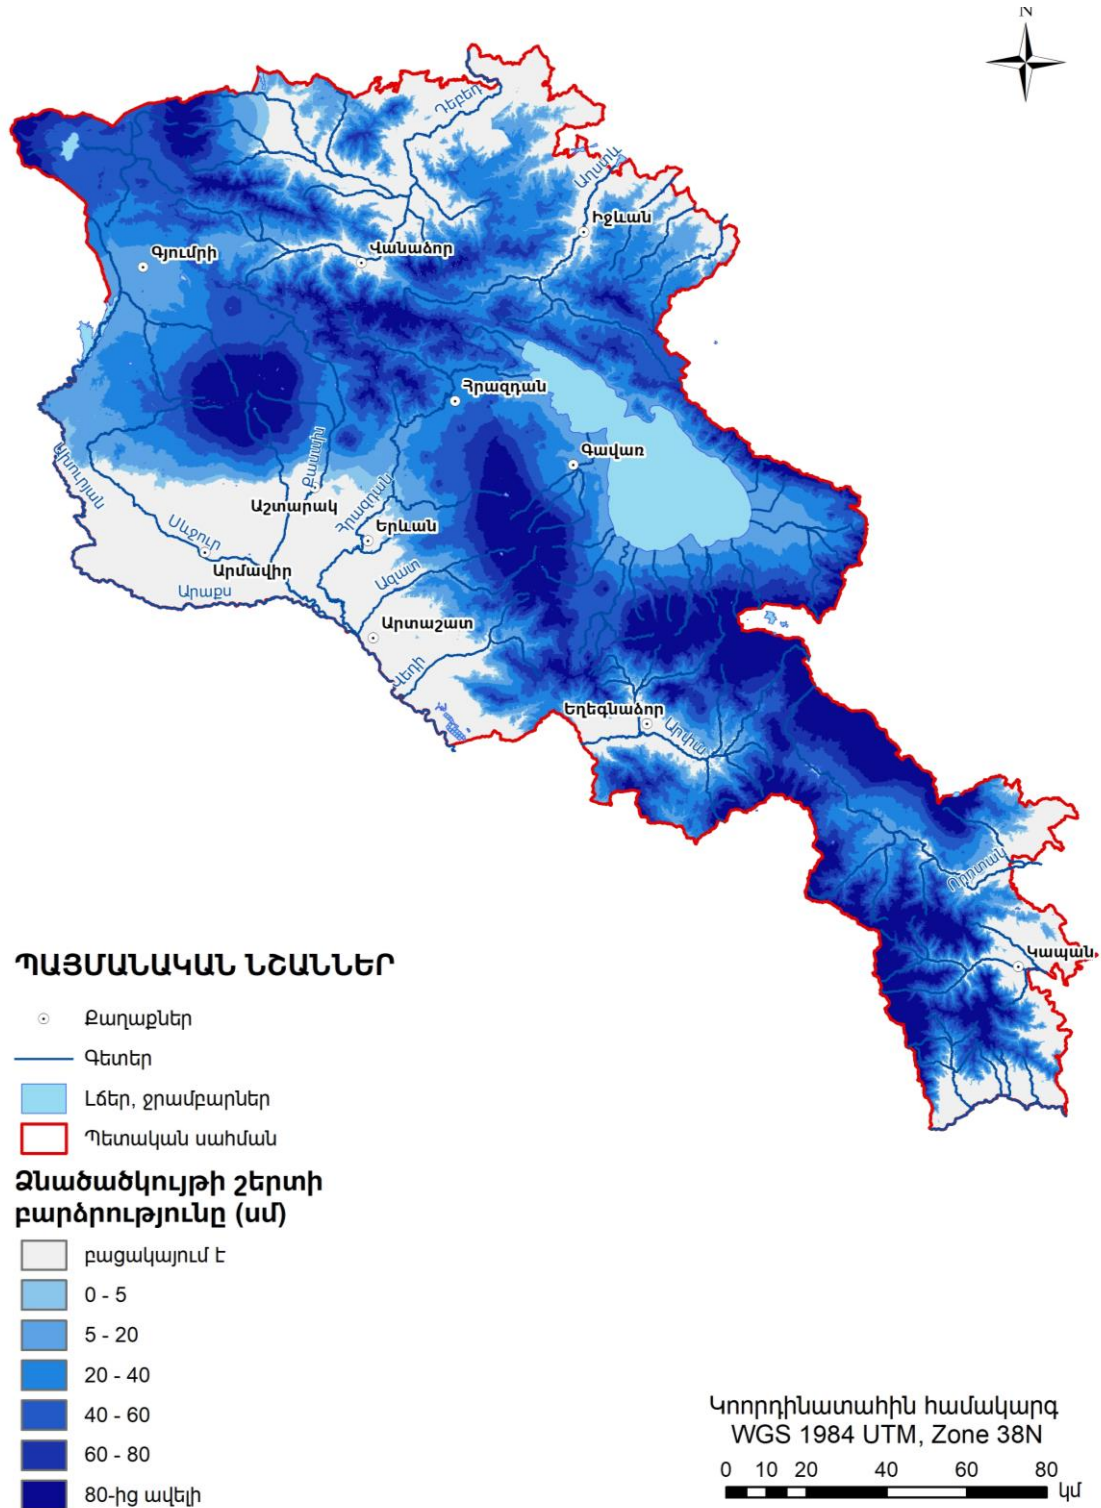 N
Դեբեդ
Աղստև
Իջևան
Վանաձոր
Գյումրի
Հրազդան
Գավառ
Ախուրյան
Քասախ
Հրազդան
Աշտարակ
Երևան
Սևջուր
Արմավիր
Ազատ
Արաքս
Արտաշատ
Վեդի
Եղեգնաձոր
Արփա
Որոտան
Կապան
ՊԱՅՄԱՆԱԿԱՆ ՆՇԱՆՆԵՐ
Քաղաքներ
Գետեր
Լճեր, ջրամբարներ
Պետական սահման
Ձնածածկույթի շերտի
բարձրությունը (սմ)
բացակայում է
0 - 5
5 - 20
20 - 40
40 - 60
60 - 80
80-ից ավելի
Կոորդինատահին համակարգ
WGS 1984 UTM, Zone 38N
0 10 20 40 60 80
կմ